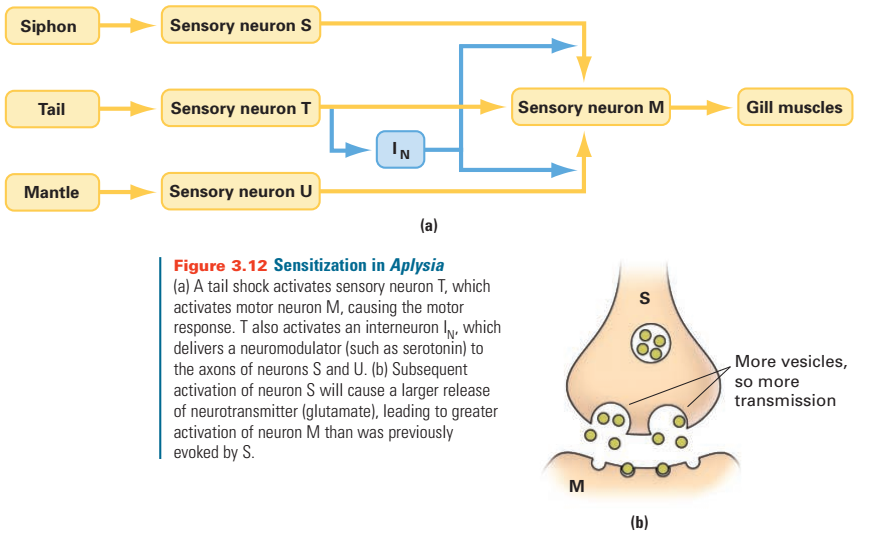 Siphon
Sensory neuron S
Tail
Sensory neuron T
I N
Sensory neuron M
Gill muscles
Mantle
Sensory neuron U
(a)
Figure 3.12 Sensitization in Aplysia
(a) A tail shock activates sensory neuron T, which
activates motor neuron M, causing the motor
response. T also activates an interneuron IN, which
delivers a neuromodulator (such as serotonin) to
the axons of neurons S and U. (b) Subsequent
activation of neuron S will cause a larger release
of neurotransmitter (glutamate), leading to greater
activation of neuron M than was previously
evoked by S.
S
More vesicles,
so more
transmission
M
(b)